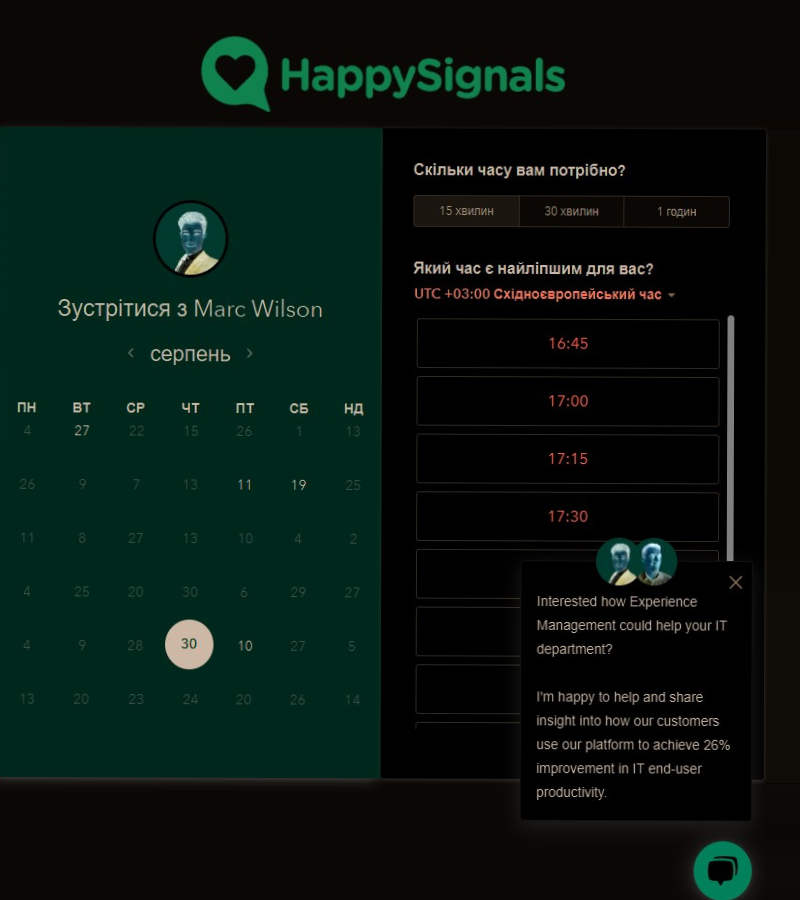 HappySignals
Зустрітися з Marc Wilson
серпень
ПН ВТ СР ЧТ ПТ СБ НД
4 27 22 15 26 1 13
26 9 7 13 11 19 25
11 8 27 13 10 4 2
4 25 20 30 6 29 27
4 9 28 30 10 27 5
13 20 23 24 20 26 14
Скільки часу вам потрібно?
15 хвилин 30 хвилин 1 годин
Який час є найліпшим для вас?
UTC +03:00 Східноєвропейський час
16:45
17:00
17:15
17:30
Interested how Experience
Management could help your IT
department?
I'm happy to help and share
insight into how our customers
use our platform to achieve 26%
improvement in IT end-user
productivity.